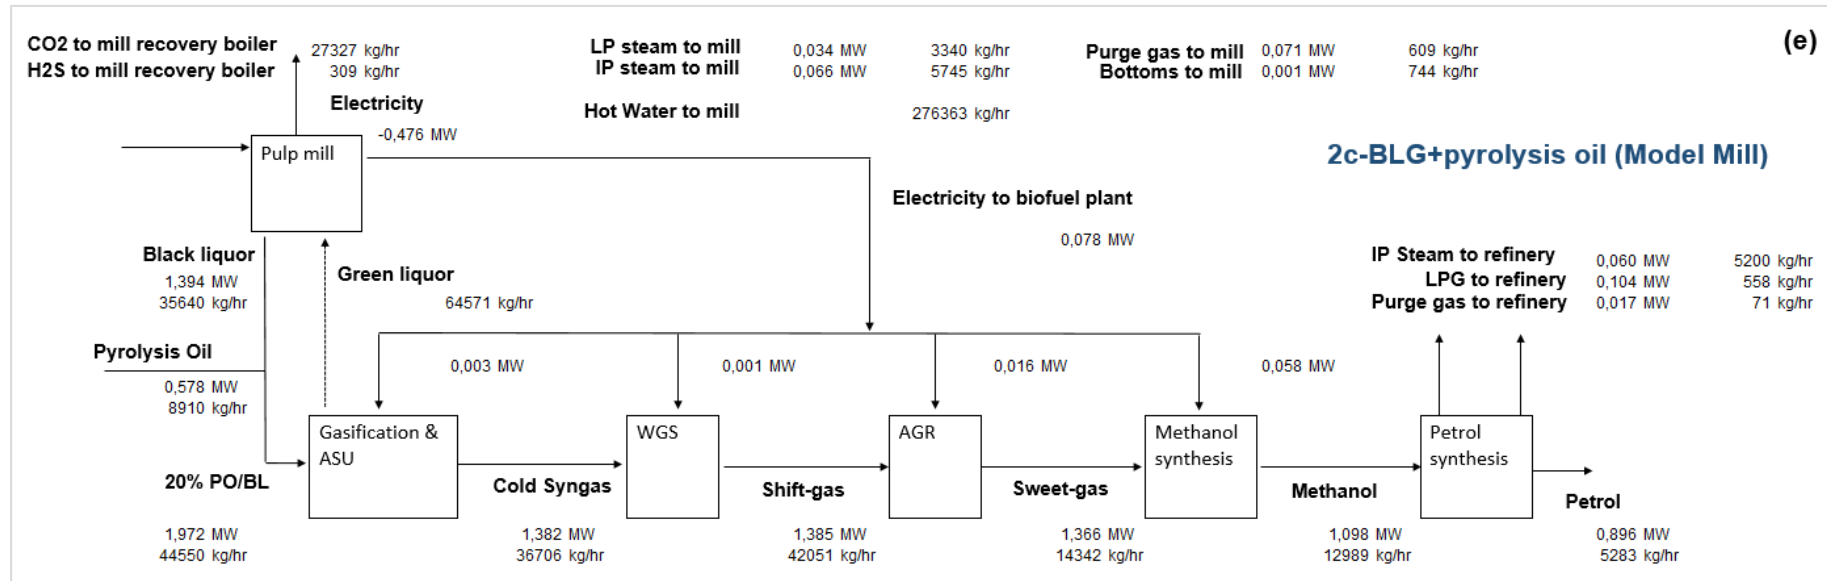 (e)
CO2 to mill recovery boiler 27327 kg/hr
H2S to mill recovery boiler 309 kg/hr
LP steam to mill 0,034 MW 3340 kg/hr
IP steam to mill 0,066 MW 5745 kg/hr
Purge gas to mill 0,071 MW 609 kg/hr
Bottoms to mill 0,001 MW 744 kg/hr
Hot Water to mill 276363 kg/hr
Electricity
-0,476 MW
Pulp mill
2c-BLG+pyrolysis oil (Model Mill)
Electricity to biofuel plant
0,078 MW
Black liquor
1,394 MW
35640 kg/hr
Green liquor
64571 kg/hr
IP Steam to refinery 0,060 MW 5200 kg/hr
LPG to refinery 0,104 MW 558 kg/hr
Purge gas to refinery 0,017 MW 71 kg/hr
Pyrolysis Oil
0,578 MW
8910 kg/hr
0,003 MW
0,001 MW
0,016 MW
0,058 MW
Gasification &
ASU
WGS
AGR
Methanol
synthesis
Petrol
synthesis
20% PO/BL
1,972 MW
44550 kg/hr
Cold Syngas
1,382 MW
36706 kg/hr
Shift-gas
1,385 MW
42051 kg/hr
Sweet-gas
1,366 MW
14342 kg/hr
Methanol
1,098 MW
12989 kg/hr
Petrol
0,896 MW
5283 kg/hr